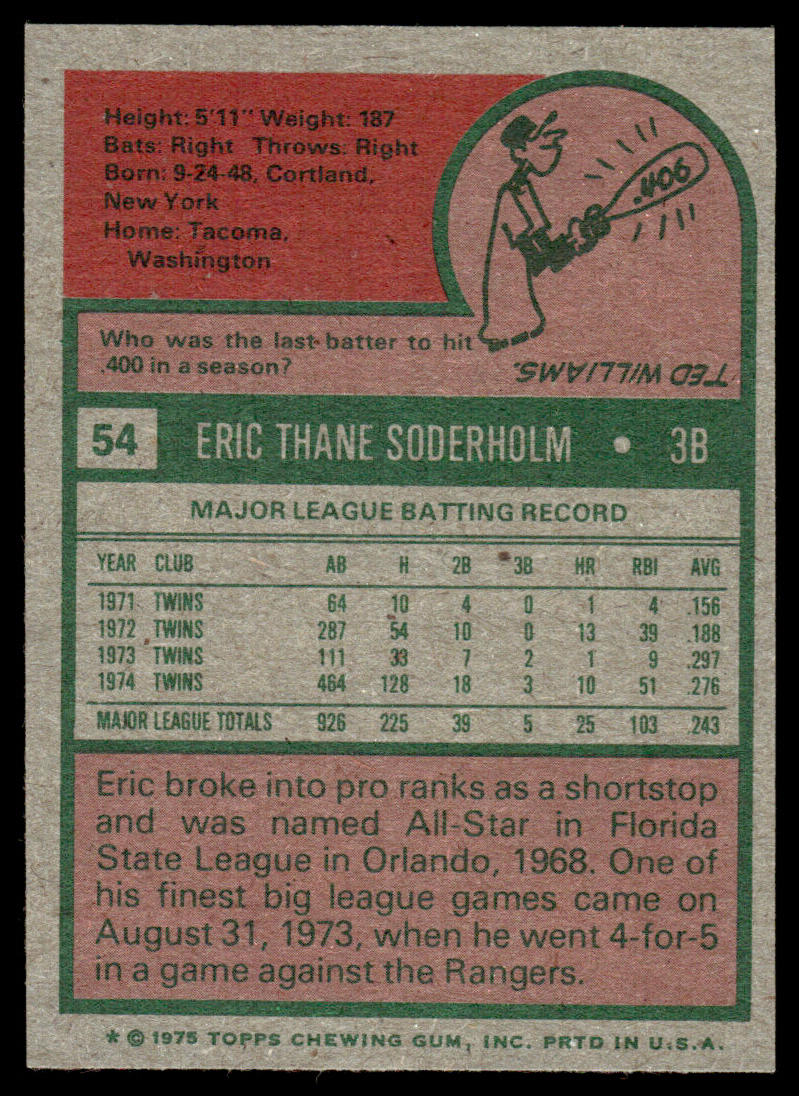 Height: 5'11" Weight: 187
Bats: Right Throws: Right
Born: 9-24-48, Cortland,
New York
Home: Tacoma,
Washington
.406
Who was the last batter to hit
.400 in a season?
TED WILLIAMS.
54 ERIC THANE SODERHOLM • 3B
MAJOR LEAGUE BATTING RECORD
YEAR CLUB AB H 2B 3B HR RBI AVG
1971 TWINS 64 10 4 0 1 4 .156
1972 TWINS 287 54 10 0 13 39 .188
1973 TWINS 111 33 7 2 1 9 .297
1974 TWINS 464 128 18 3 10 51 .276
MAJOR LEAGUE TOTALS 926 225 39 5 25 103 .243
Eric broke into pro ranks as a shortstop
and was named All-Star in Florida
State League in Orlando, 1968. One of
his finest big league games came on
August 31, 1973, when he went 4-for-5
in a game against the Rangers.
* © 1975 TOPPS CHEWING GUM, INC. PRTD IN U.S.A.